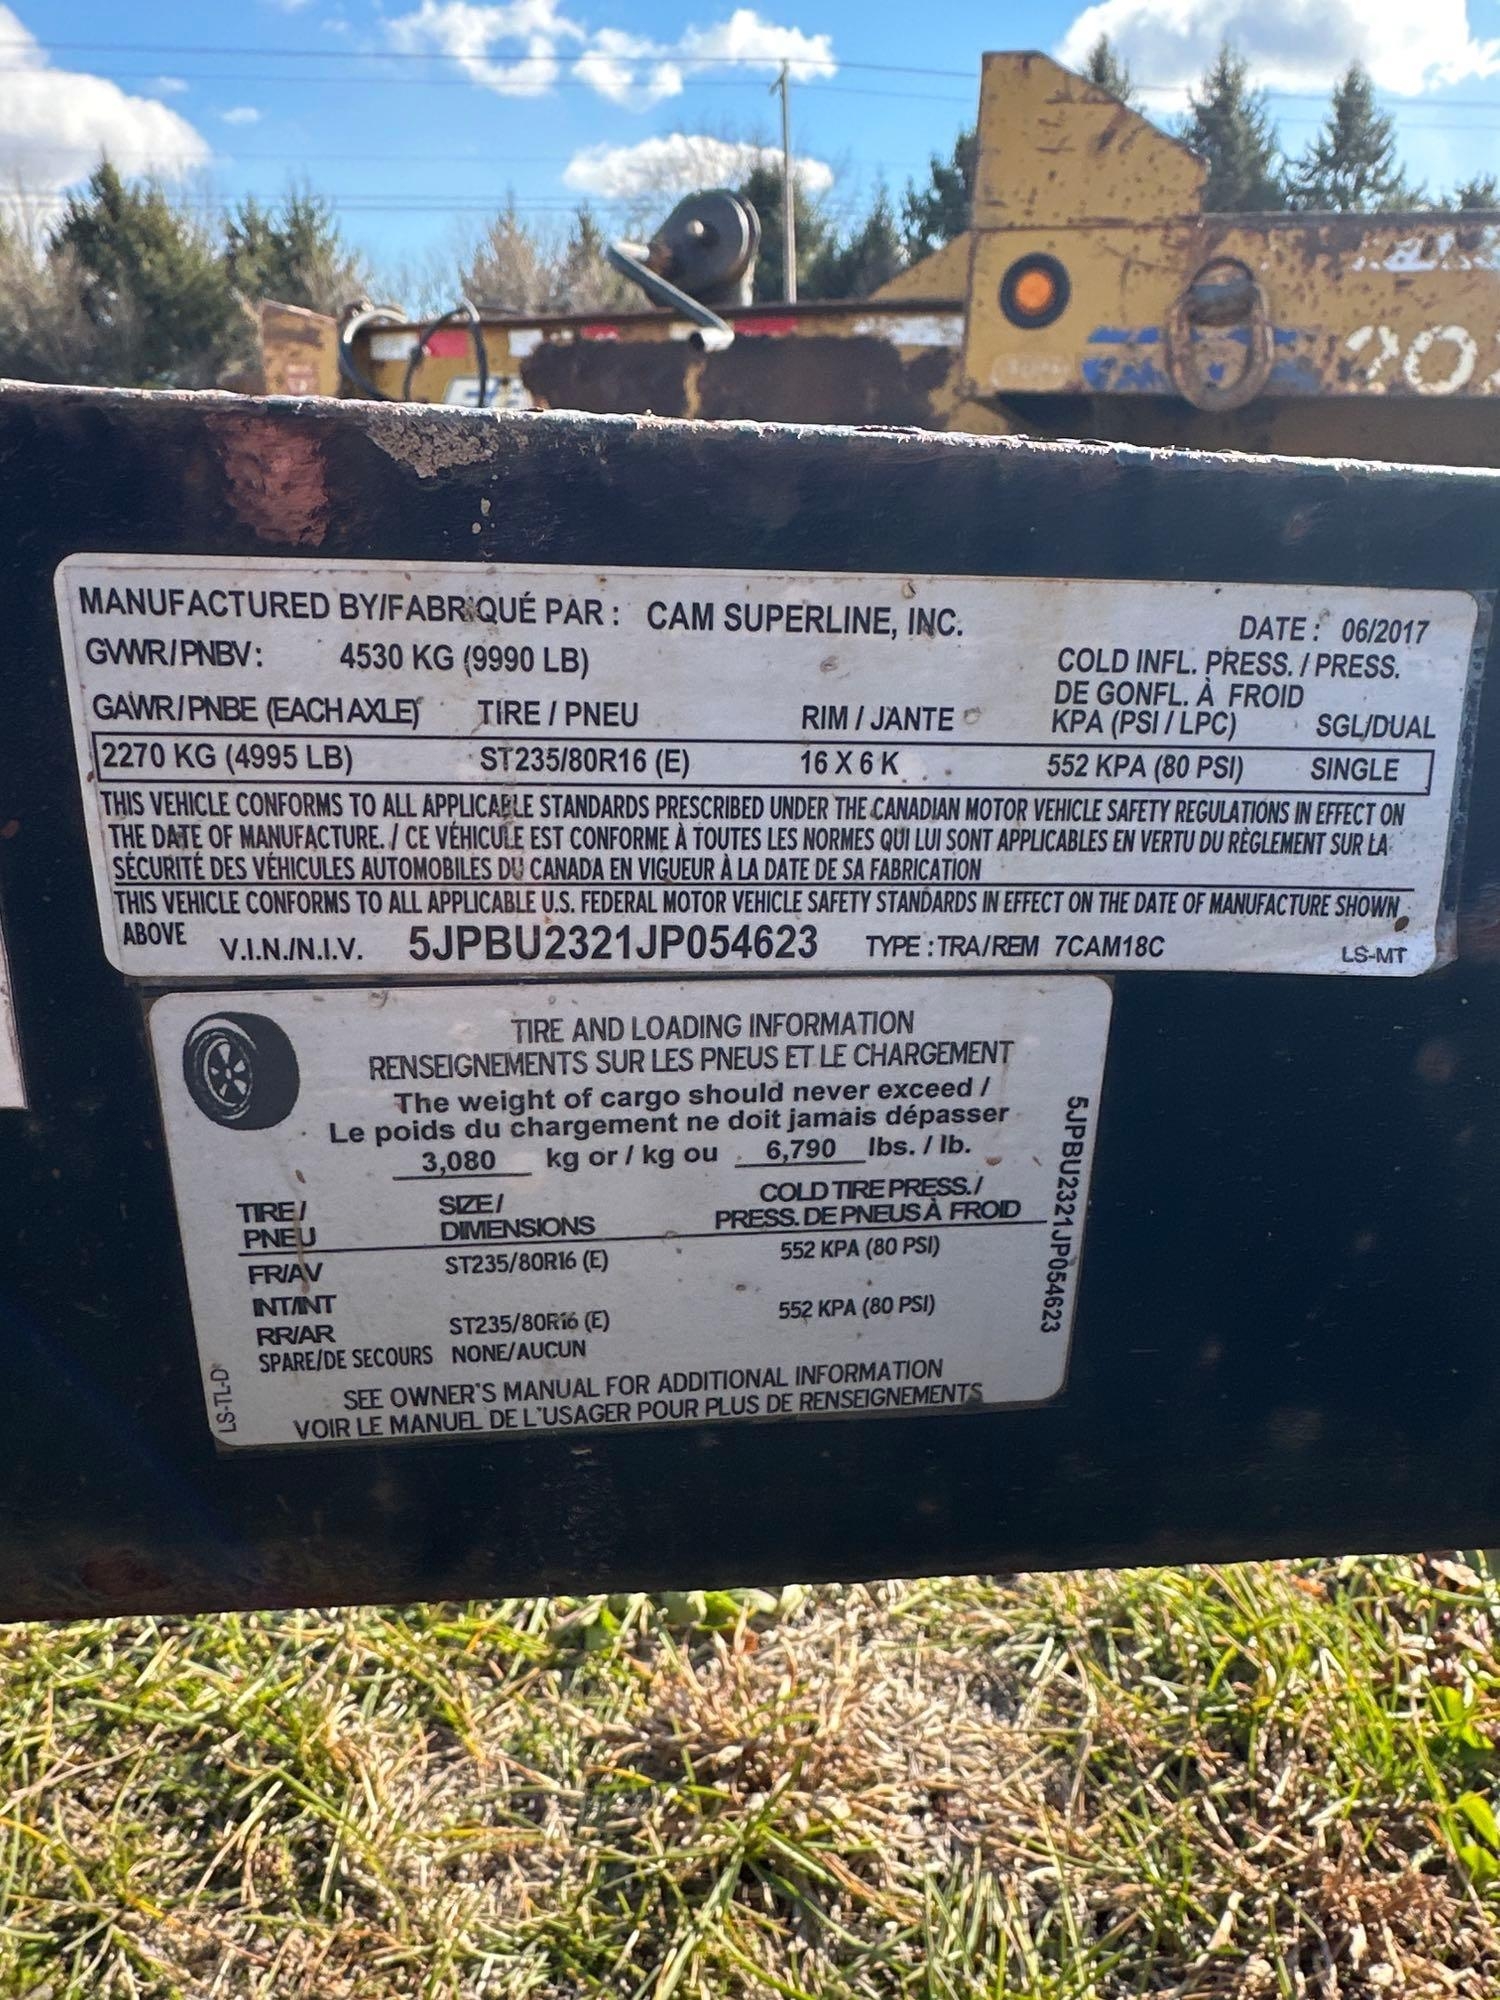 MANUFACTURED BY/FABRIQUÉ PAR : CAM SUPERLINE, INC. DATE : 06/2017
GVWR/PNBV : 4530 KG (9990 LB) COLD INFL. PRESS. / PRESS.
DE GONFL. À FROID
GAWR/PNBE (EACH AXLE) TIRE / PNEU RIM / JANTE KPA (PSI / LPC) SGL/DUAL
2270 KG (4995 LB) ST235/80R16 (E) 16 X 6 K 552 KPA (80 PSI) SINGLE
THIS VEHICLE CONFORMS TO ALL APPLICABLE STANDARDS PRESCRIBED UNDER THE CANADIAN MOTOR VEHICLE SAFETY REGULATIONS IN EFFECT ON
THE DATE OF MANUFACTURE. / CE VÉHICULE EST CONFORME À TOUTES LES NORMES QUI LUI SONT APPLICABLES EN VERTU DU RÈGLEMENT SUR LA
SÉCURITÉ DES VÉHICULES AUTOMOBILES DU CANADA EN VIGUEUR À LA DATE DE SA FABRICATION
THIS VEHICLE CONFORMS TO ALL APPLICABLE U.S. FEDERAL MOTOR VEHICLE SAFETY STANDARDS IN EFFECT ON THE DATE OF MANUFACTURE SHOWN
ABOVE V.I.N./N.I.V. 5JPBU2321JP054623 TYPE : TRA/REM 7CAM18C LS-MT
TIRE AND LOADING INFORMATION
RENSEIGNEMENTS SUR LES PNEUS ET LE CHARGEMENT
The weight of cargo should never exceed /
Le poids du chargement ne doit jamais dépasser
3,080 kg or / kg ou 6,790 lbs. / lb.
TIRE / SIZE / COLD TIRE PRESS. /
PNEU DIMENSIONS PRESS. DE PNEUS À FROID
FR/AV ST235/80R16 (E) 552 KPA (80 PSI)
INT/INT
RR/AR ST235/80R16 (E) 552 KPA (80 PSI)
SPARE/DE SECOURS NONE/AUCUN
SEE OWNER'S MANUAL FOR ADDITIONAL INFORMATION
VOIR LE MANUEL DE L'USAGER POUR PLUS DE RENSEIGNEMENTS
LS-TL-D
5JPBU2321JP054623